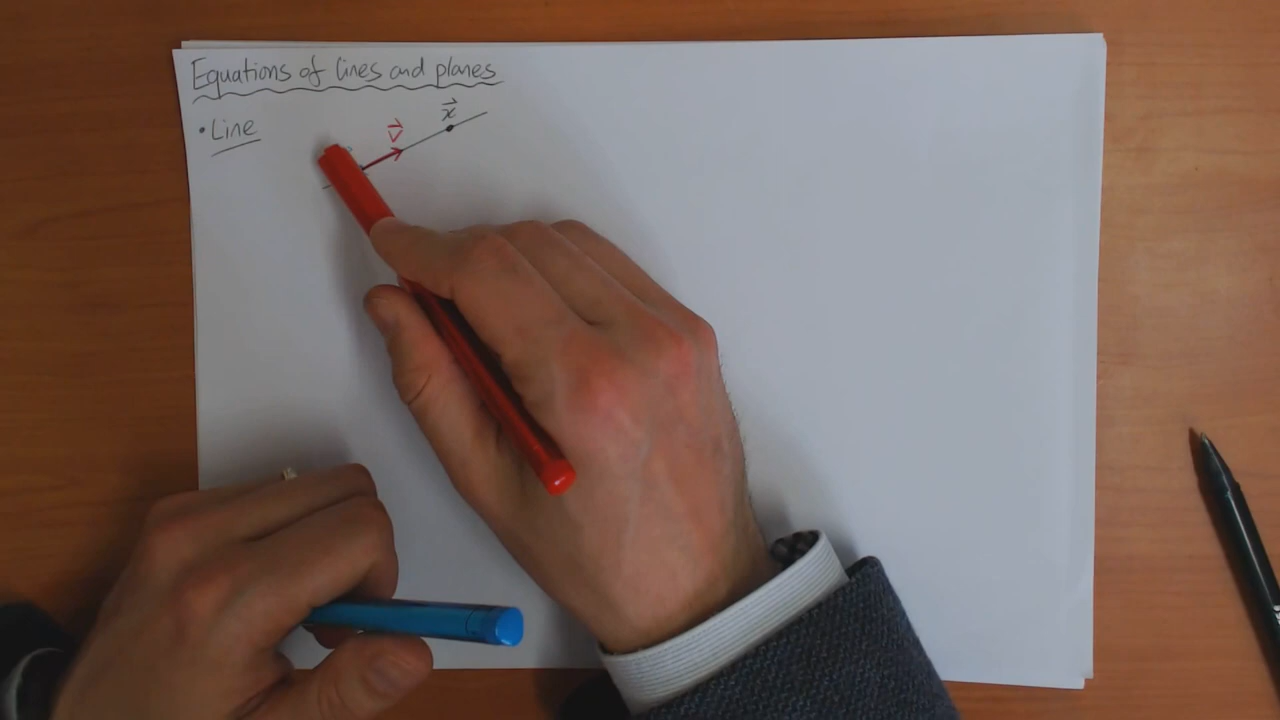 Equations of lines and planes
• Line
v⃗
x⃗